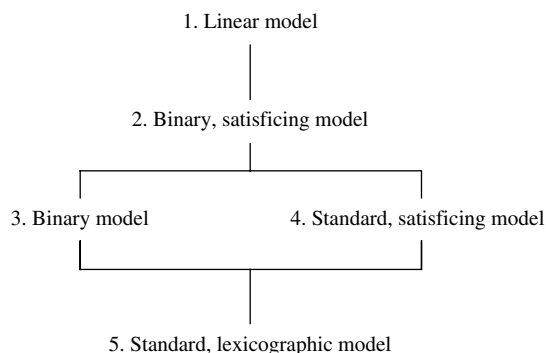 1. Linear model
2. Binary, satisficing model
3. Binary model
4. Standard, satisficing model
5. Standard, lexicographic model